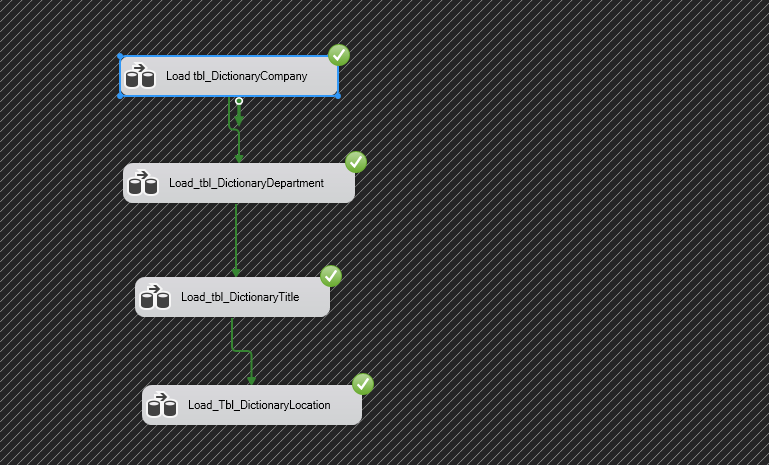 Load tbl_DictionaryCompany
Load_tbl_DictionaryDepartment
Load_tbl_DictionaryTitle
Load_Tbl_DictionaryLocation